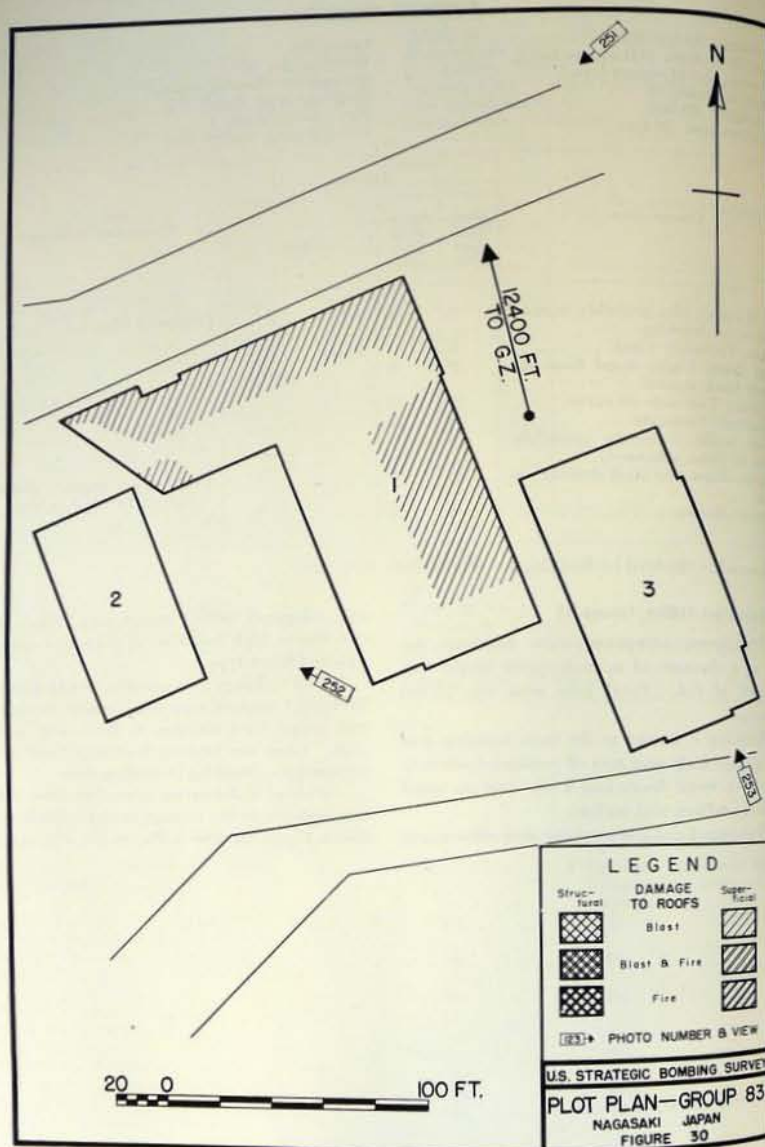 251
N
12400 FT.
TO G.Z.
1
2
3
252
253
LEGEND
Struc-
tural
DAMAGE
TO ROOFS
Super-
ficial
Blast
Blast & Fire
Fire
123 PHOTO NUMBER & VIEW
U.S. STRATEGIC BOMBING SURVEY
PLOT PLAN—GROUP 83
NAGASAKI JAPAN
FIGURE 30
20 0 100 FT.